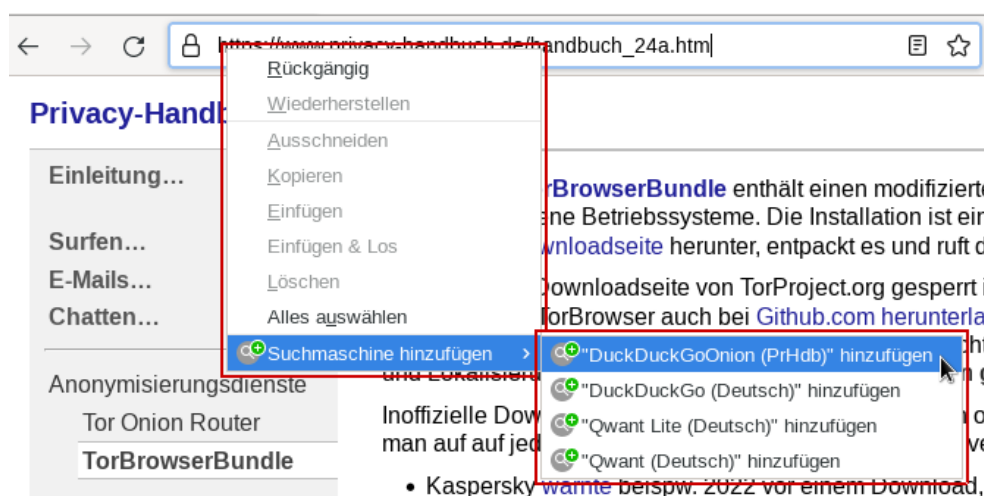 https://www.privacy-handbuch.de/handbuch_24a.htm
Rückgängig
Wiederherstellen
Ausschneiden
Kopieren
Einfügen
Einfügen & Los
Löschen
Alles auswählen
Suchmaschine hinzufügen
"DuckDuckGoOnion (PrHdb)" hinzufügen
"DuckDuckGo (Deutsch)" hinzufügen
"Qwant Lite (Deutsch)" hinzufügen
"Qwant (Deutsch)" hinzufügen
Privacy-Handb
Einleitung...
Surfen...
E-Mails...
Chatten...
Anonymisierungsdienste
Tor Onion Router
TorBrowserBundle
rBrowserBundle enthält einen modifizierte
ene Betriebssysteme. Die Installation ist ein
wnloadseite herunter, entpackt es und ruft d
Downloadseite von TorProject.org gesperrt i
TorBrowser auch bei Github.com herunterla
und Lokalisier
Inoffizielle Dow
man auf auf jed
• Kaspersky warnte beispw. 2022 vor einem Download,